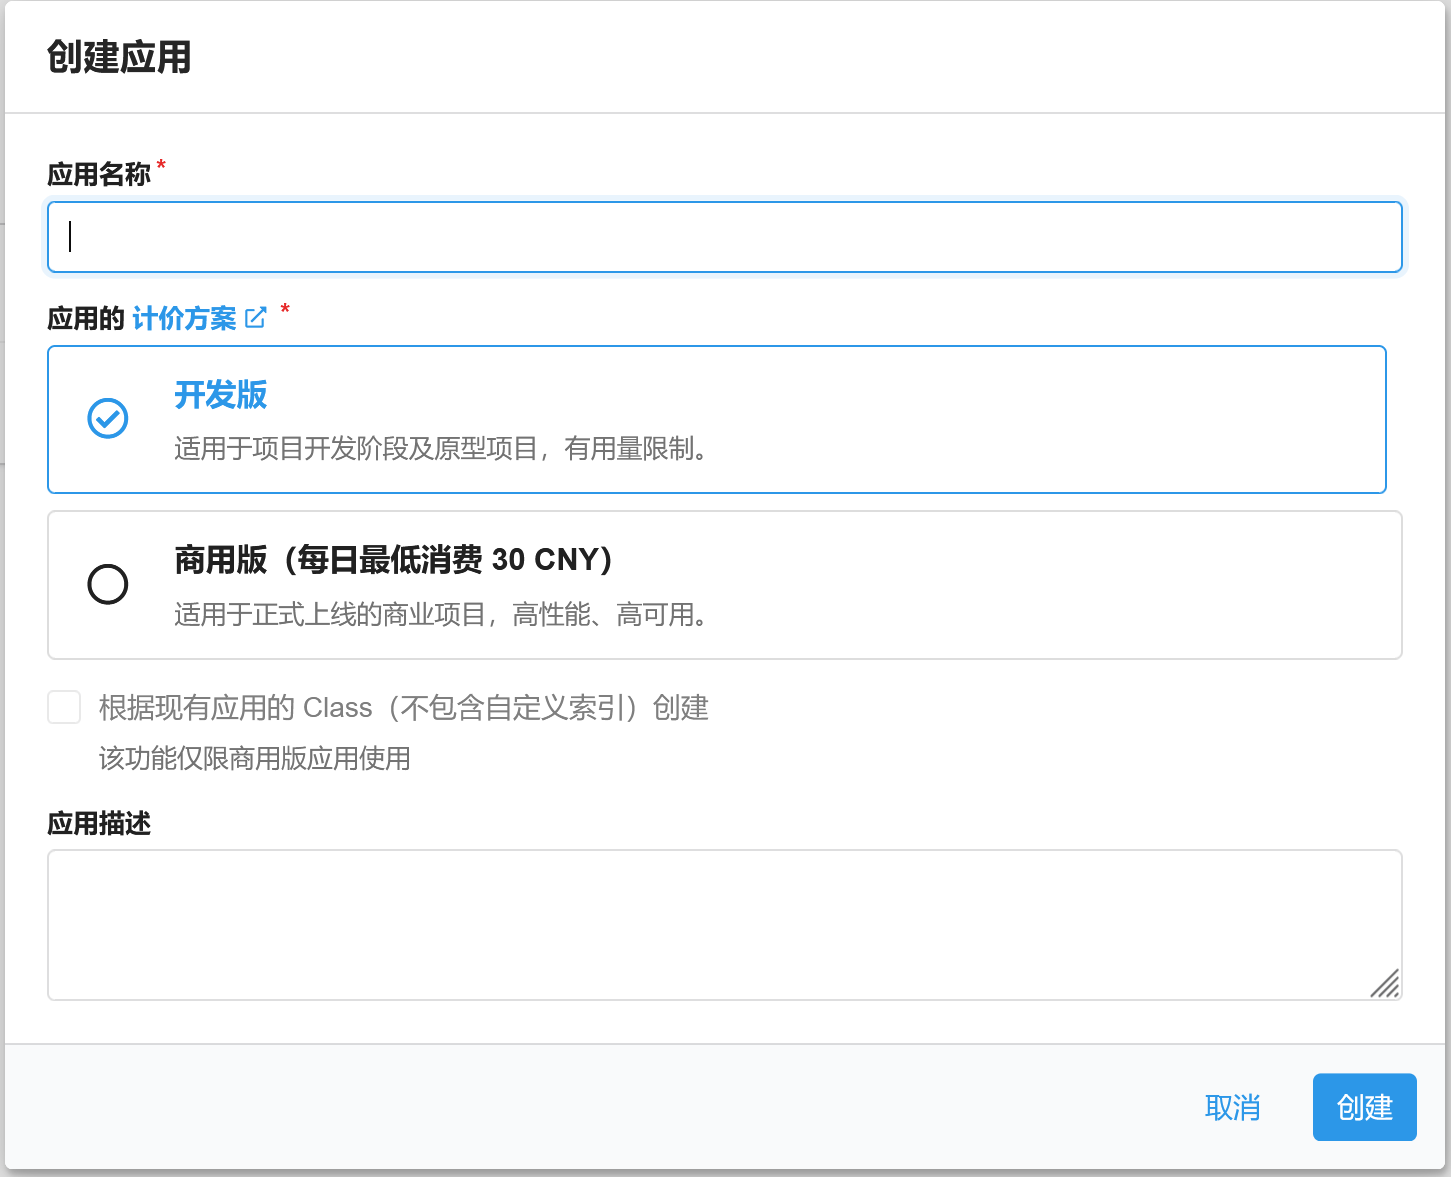 创建应用
应用名称 *
应用的 计价方案 *
开发版
适用于项目开发阶段及原型项目，有用量限制。
商用版（每日最低消费 30 CNY）
适用于正式上线的商业项目，高性能、高可用。
根据现有应用的 Class（不包含自定义索引）创建
该功能仅限商用版应用使用
应用描述
取消 创建